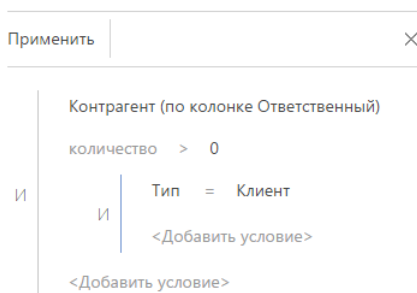 Применить
Контрагент (по колонке Ответственный)
количество > 0
И
Тип = Клиент
И
<Добавить условие>
<Добавить условие>